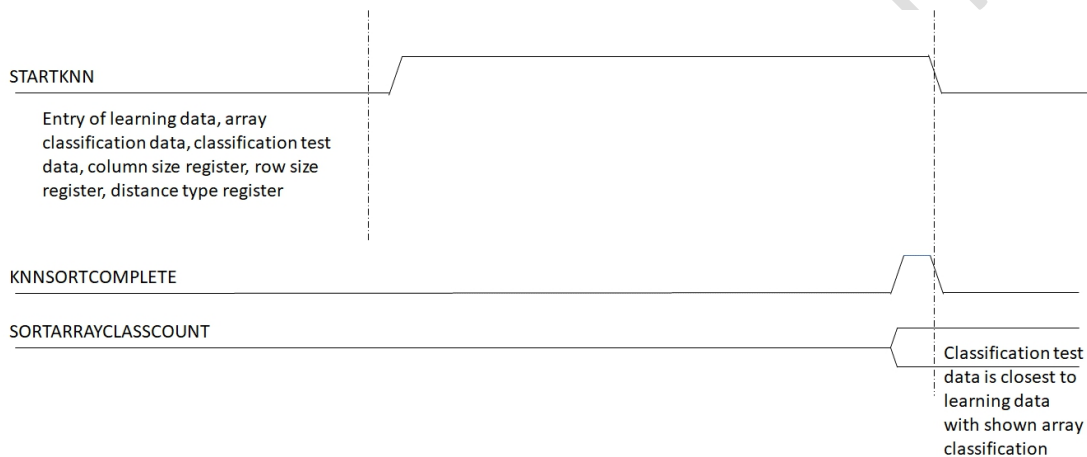 STARTKNN
Entry of learning data, array
classification data, classification test
data, column size register, row size
register, distance type register
KNNSORTCOMPLETE
SORTARRAYCLASSCOUNT
Classification test
data is closest to
learning data
with shown array
classification